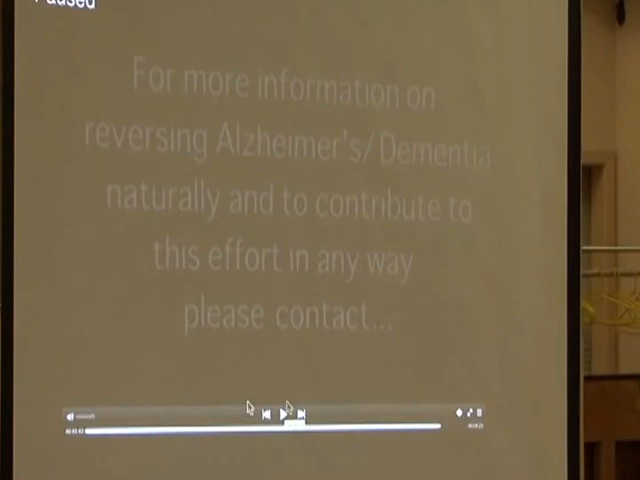 Paused
For more information on
reversing Alzheimer's/Dementia
naturally and to contribute to
this effort in any way
please contact...